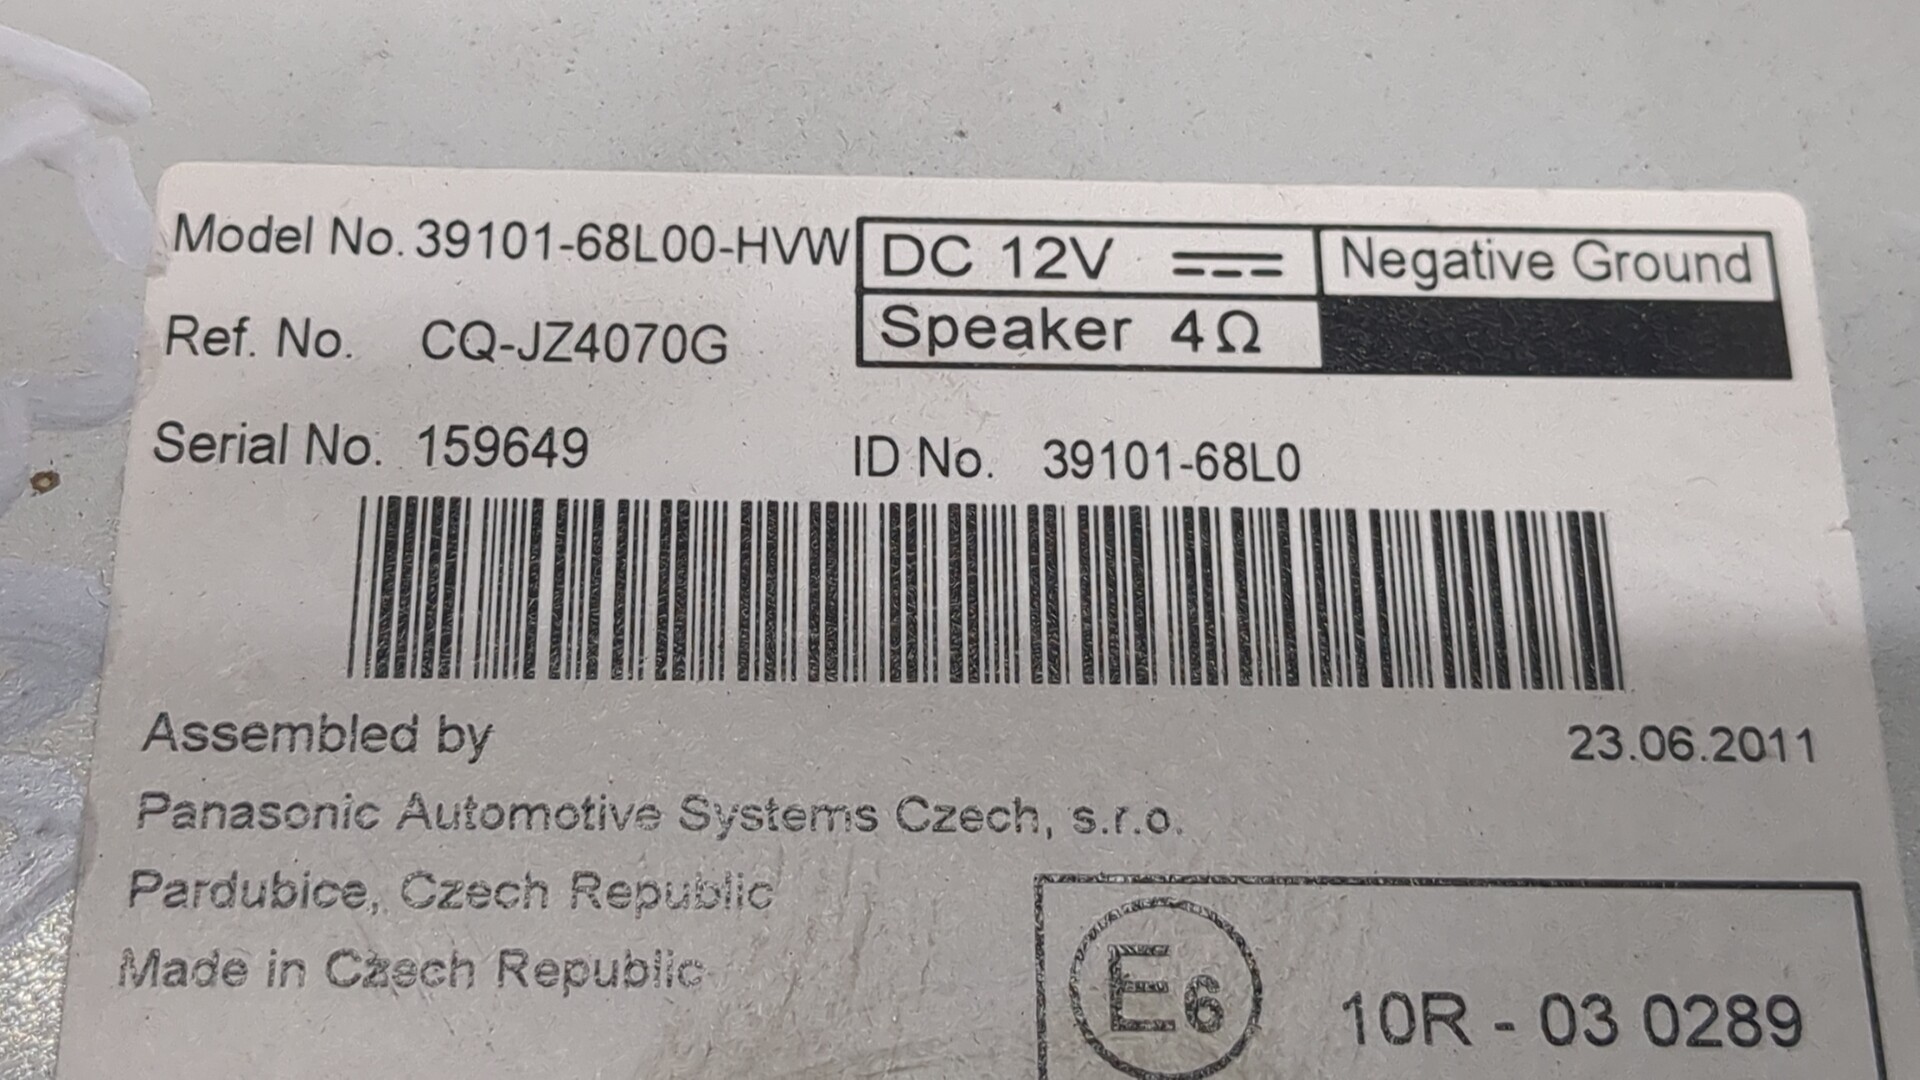 Model No. 39101-68L00-HVW
DC 12V
Negative Ground
Ref. No. CQ-JZ4070G
Speaker 4Ω
Serial No. 159649
ID No. 39101-68L0
Assembled by
23.06.2011
Panasonic Automotive Systems Czech, s.r.o.
Pardubice, Czech Republic
Made in Czech Republic
E6
10R - 03 0289